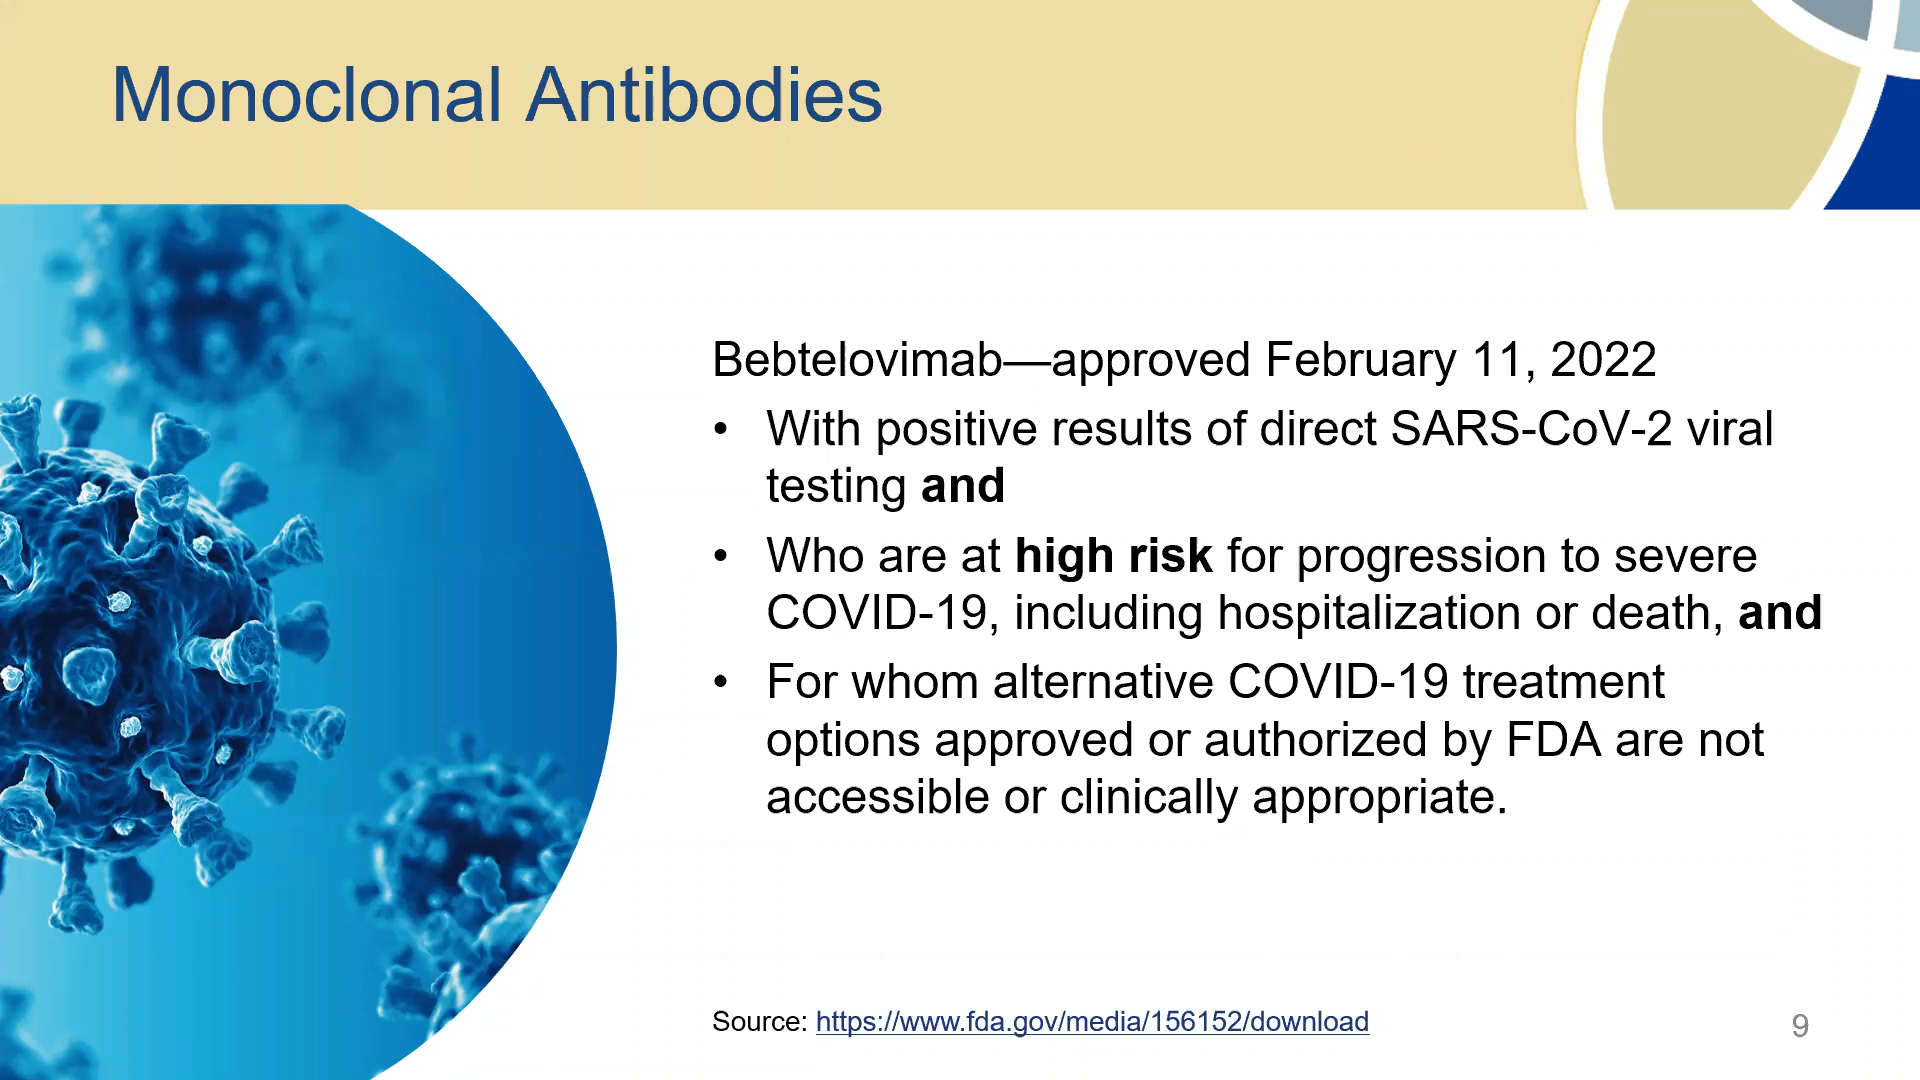 Monoclonal Antibodies
Bebtelovimab—approved February 11, 2022
• With positive results of direct SARS-CoV-2 viral
testing and
• Who are at high risk for progression to severe
COVID-19, including hospitalization or death, and
• For whom alternative COVID-19 treatment
options approved or authorized by FDA are not
accessible or clinically appropriate.
Source: https://www.fda.gov/media/156152/download
9